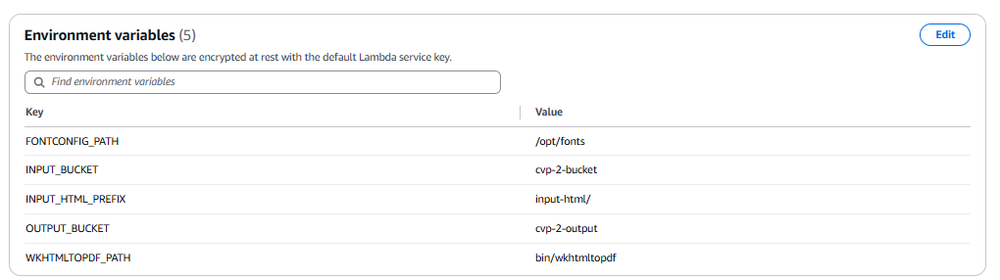 Environment variables (5)
Edit
The environment variables below are encrypted at rest with the default Lambda service key.
Find environment variables
Key Value
FONTCONFIG_PATH /opt/fonts
INPUT_BUCKET cvp-2-bucket
INPUT_HTML_PREFIX input-html/
OUTPUT_BUCKET cvp-2-output
WKHTMLTOPDF_PATH bin/wkhtmltopdf